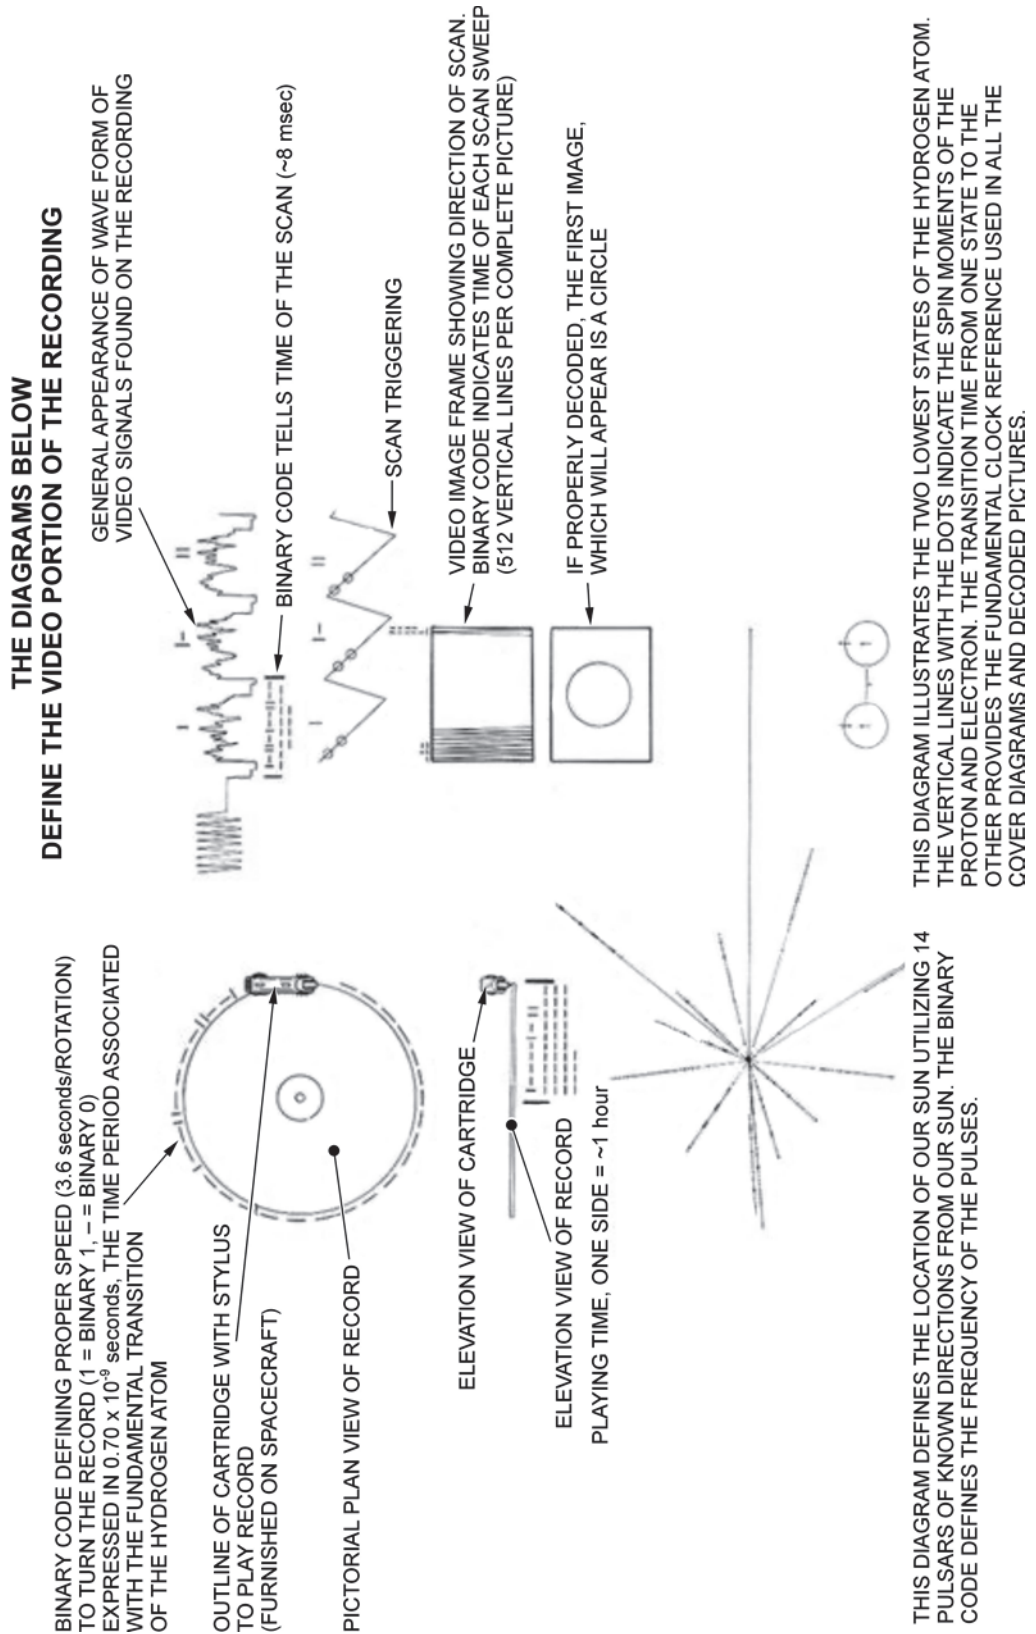 THE DIAGRAMS BELOW
DEFINE THE VIDEO PORTION OF THE RECORDING
BINARY CODE DEFINING PROPER SPEED (3.6 seconds/ROTATION)
TO TURN THE RECORD (1 = BINARY 1, – = BINARY 0)
EXPRESSED IN 0.70 x 10⁻⁹ seconds, THE TIME PERIOD ASSOCIATED
WITH THE FUNDAMENTAL TRANSITION
OF THE HYDROGEN ATOM
OUTLINE OF CARTRIDGE WITH STYLUS
TO PLAY RECORD
(FURNISHED ON SPACECRAFT)
PICTORIAL PLAN VIEW OF RECORD
ELEVATION VIEW OF CARTRIDGE
ELEVATION VIEW OF RECORD
PLAYING TIME, ONE SIDE = ~1 hour
GENERAL APPEARANCE OF WAVE FORM OF
VIDEO SIGNALS FOUND ON THE RECORDING
BINARY CODE TELLS TIME OF THE SCAN (~8 msec)
SCAN TRIGGERING
VIDEO IMAGE FRAME SHOWING DIRECTION OF SCAN.
BINARY CODE INDICATES TIME OF EACH SCAN SWEEP
(512 VERTICAL LINES PER COMPLETE PICTURE)
IF PROPERLY DECODED, THE FIRST IMAGE,
WHICH WILL APPEAR IS A CIRCLE
THIS DIAGRAM DEFINES THE LOCATION OF OUR SUN UTILIZING 14
PULSARS OF KNOWN DIRECTIONS FROM OUR SUN. THE BINARY
CODE DEFINES THE FREQUENCY OF THE PULSES.
THIS DIAGRAM ILLUSTRATES THE TWO LOWEST STATES OF THE HYDROGEN ATOM.
THE VERTICAL LINES WITH THE DOTS INDICATE THE SPIN MOMENTS OF THE
PROTON AND ELECTRON. THE TRANSITION TIME FROM ONE STATE TO THE
OTHER PROVIDES THE FUNDAMENTAL CLOCK REFERENCE USED IN ALL THE
COVER DIAGRAMS AND DECODED PICTURES.